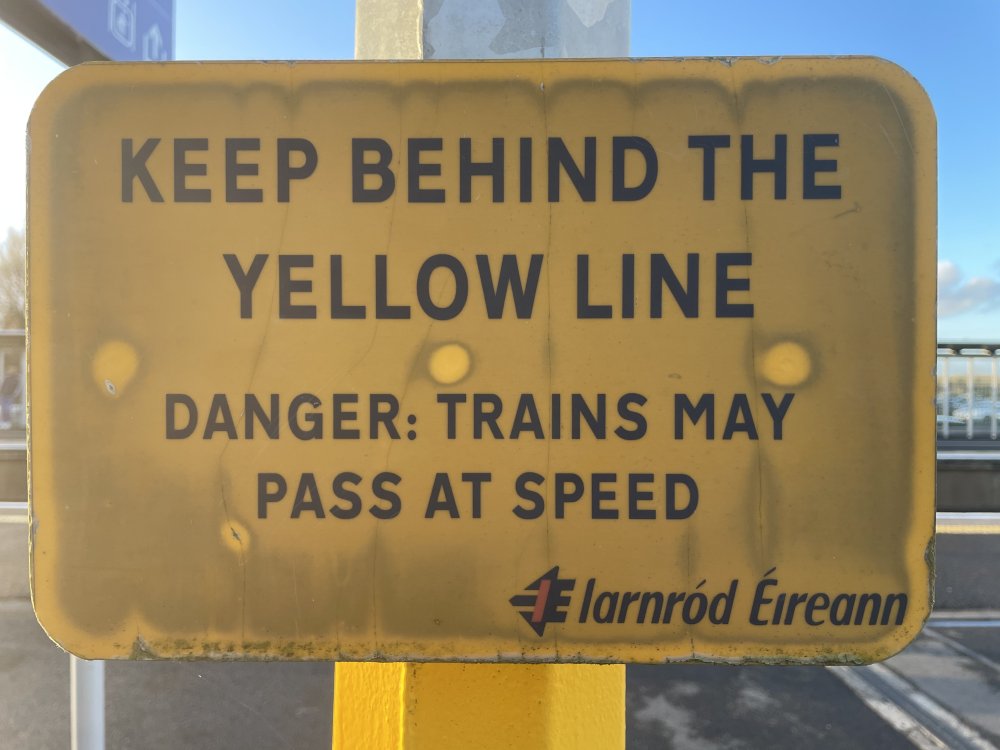 KEEP BEHIND THE
YELLOW LINE
DANGER: TRAINS MAY
PASS AT SPEED
Iarnród Éireann